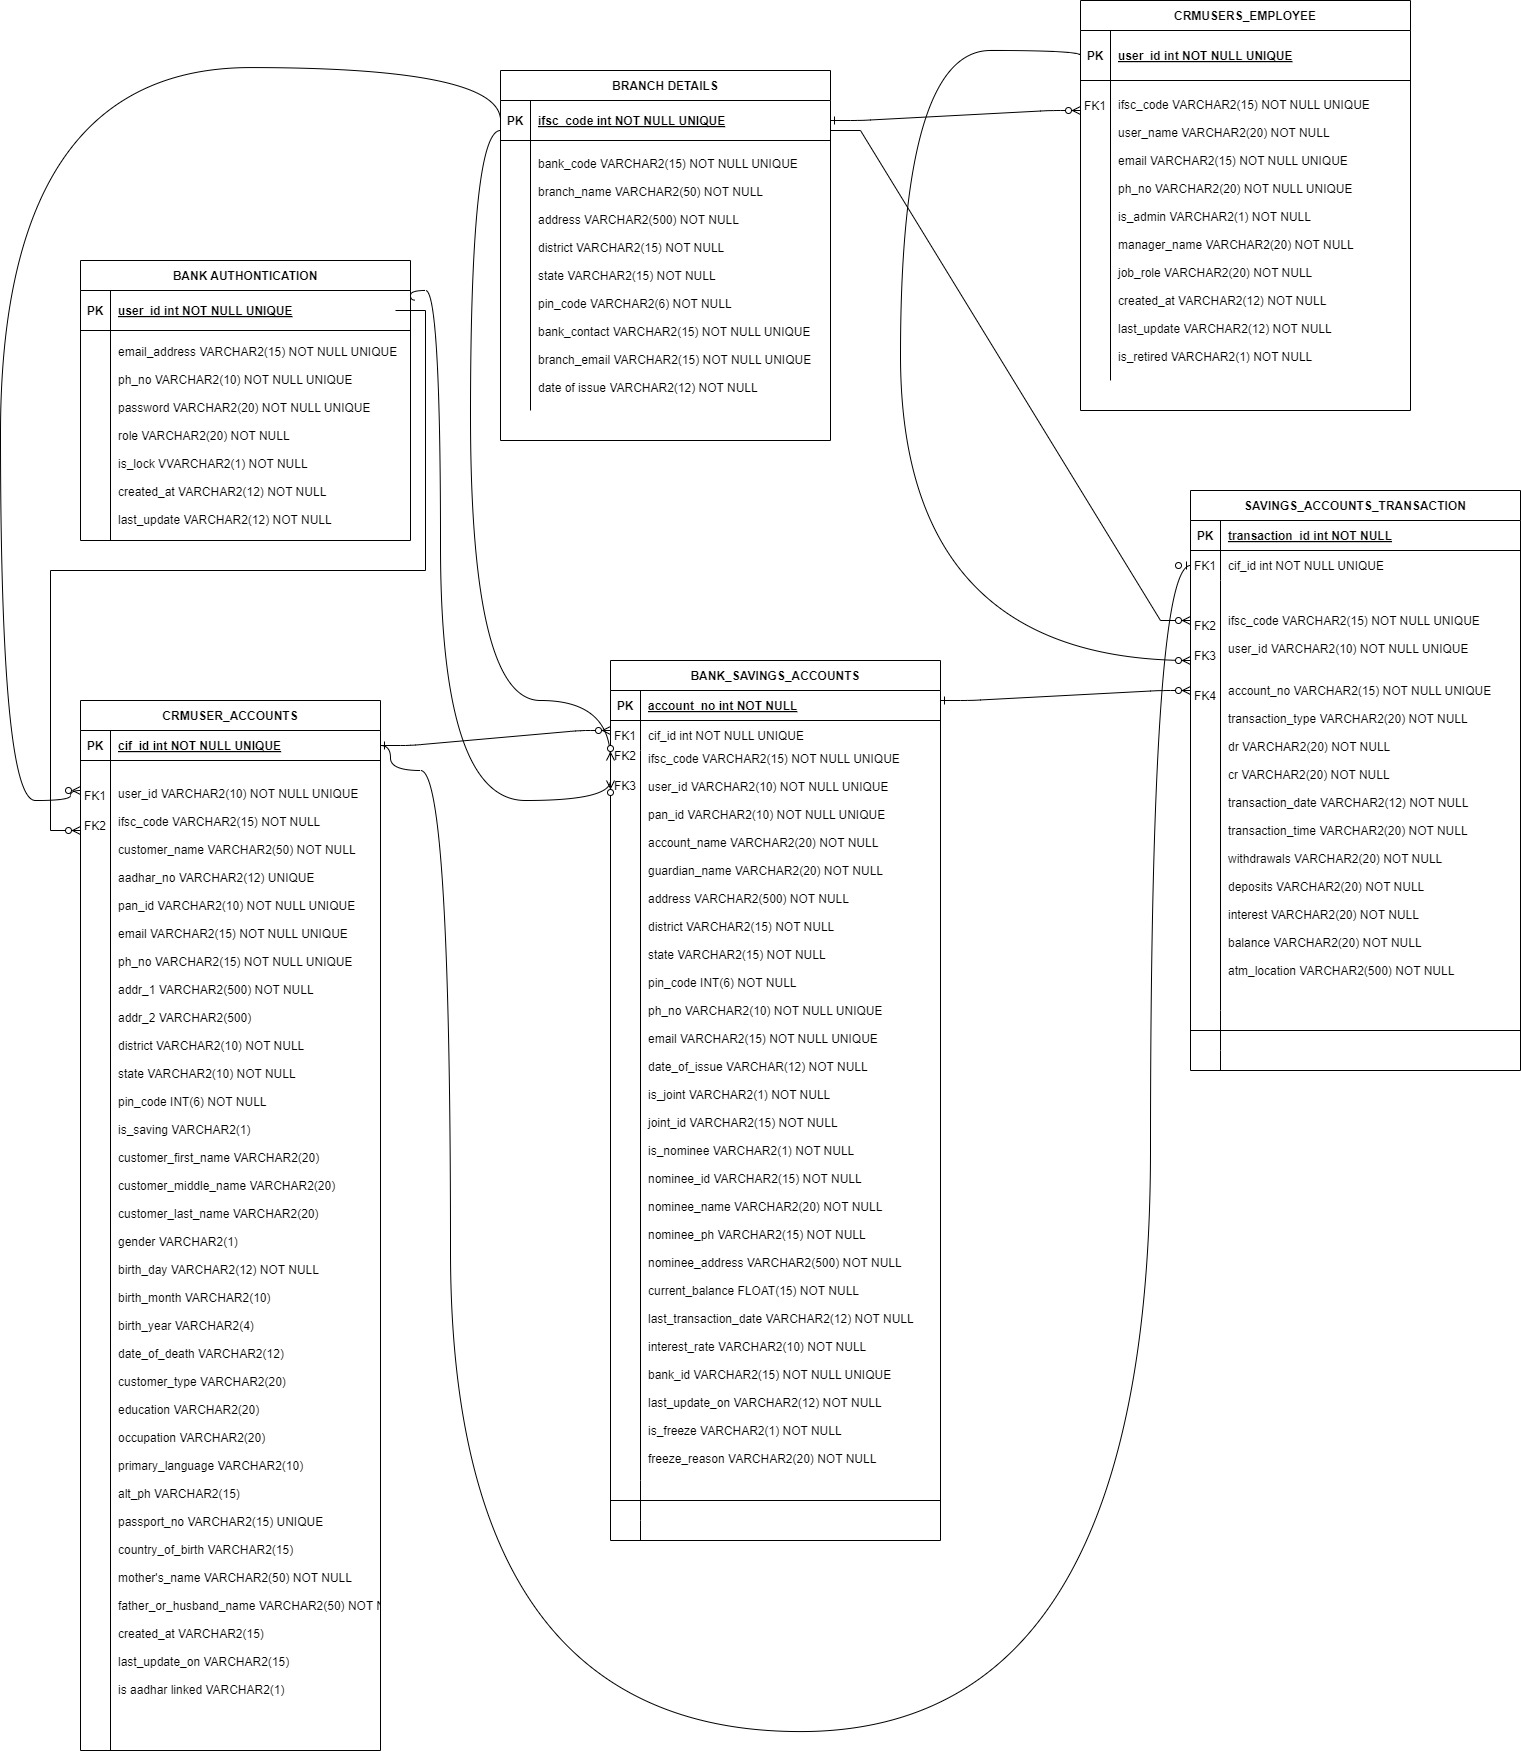 CRMUSERS_EMPLOYEE
PK user_id int NOT NULL UNIQUE
FK1 ifsc_code VARCHAR2(15) NOT NULL UNIQUE
user_name VARCHAR2(20) NOT NULL
email VARCHAR2(15) NOT NULL UNIQUE
ph_no VARCHAR2(20) NOT NULL UNIQUE
is_admin VARCHAR2(1) NOT NULL
manager_name VARCHAR2(20) NOT NULL
job_role VARCHAR2(20) NOT NULL
created_at VARCHAR2(12) NOT NULL
last_update VARCHAR2(12) NOT NULL
is_retired VARCHAR2(1) NOT NULL
BRANCH DETAILS
PK ifsc_code int NOT NULL UNIQUE
bank_code VARCHAR2(15) NOT NULL UNIQUE
branch_name VARCHAR2(50) NOT NULL
address VARCHAR2(500) NOT NULL
district VARCHAR2(15) NOT NULL
state VARCHAR2(15) NOT NULL
pin_code VARCHAR2(6) NOT NULL
bank_contact VARCHAR2(15) NOT NULL UNIQUE
branch_email VARCHAR2(15) NOT NULL UNIQUE
date of issue VARCHAR2(12) NOT NULL
BANK AUTHONTICATION
PK user_id int NOT NULL UNIQUE
email_address VARCHAR2(15) NOT NULL UNIQUE
ph_no VARCHAR2(10) NOT NULL UNIQUE
password VARCHAR2(20) NOT NULL UNIQUE
role VARCHAR2(20) NOT NULL
is_lock VVARCHAR2(1) NOT NULL
created_at VARCHAR2(12) NOT NULL
last_update VARCHAR2(12) NOT NULL
SAVINGS_ACCOUNTS_TRANSACTION
PK transaction_id int NOT NULL
FK1 cif_id int NOT NULL UNIQUE
FK2 ifsc_code VARCHAR2(15) NOT NULL UNIQUE
FK3 user_id VARCHAR2(10) NOT NULL UNIQUE
FK4 account_no VARCHAR2(15) NOT NULL UNIQUE
transaction_type VARCHAR2(20) NOT NULL
dr VARCHAR2(20) NOT NULL
cr VARCHAR2(20) NOT NULL
transaction_date VARCHAR2(12) NOT NULL
transaction_time VARCHAR2(20) NOT NULL
withdrawals VARCHAR2(20) NOT NULL
deposits VARCHAR2(20) NOT NULL
interest VARCHAR2(20) NOT NULL
balance VARCHAR2(20) NOT NULL
atm_location VARCHAR2(500) NOT NULL
BANK_SAVINGS_ACCOUNTS
PK account_no int NOT NULL
FK1 cif_id int NOT NULL UNIQUE
FK2 ifsc_code VARCHAR2(15) NOT NULL UNIQUE
FK3 user_id VARCHAR2(10) NOT NULL UNIQUE
pan_id VARCHAR2(10) NOT NULL UNIQUE
account_name VARCHAR2(20) NOT NULL
guardian_name VARCHAR2(20) NOT NULL
address VARCHAR2(500) NOT NULL
district VARCHAR2(15) NOT NULL
state VARCHAR2(15) NOT NULL
pin_code INT(6) NOT NULL
ph_no VARCHAR2(10) NOT NULL UNIQUE
email VARCHAR2(15) NOT NULL UNIQUE
date_of_issue VARCHAR(12) NOT NULL
is_joint VARCHAR2(1) NOT NULL
joint_id VARCHAR2(15) NOT NULL
is_nominee VARCHAR2(1) NOT NULL
nominee_id VARCHAR2(15) NOT NULL
nominee_name VARCHAR2(20) NOT NULL
nominee_ph VARCHAR2(15) NOT NULL
nominee_address VARCHAR2(500) NOT NULL
current_balance FLOAT(15) NOT NULL
last_transaction_date VARCHAR2(12) NOT NULL
interest_rate VARCHAR2(10) NOT NULL
bank_id VARCHAR2(15) NOT NULL UNIQUE
last_update_on VARCHAR2(12) NOT NULL
is_freeze VARCHAR2(1) NOT NULL
freeze_reason VARCHAR2(20) NOT NULL
CRMUSER_ACCOUNTS
PK cif_id int NOT NULL UNIQUE
FK1 user_id VARCHAR2(10) NOT NULL UNIQUE
FK2 ifsc_code VARCHAR2(15) NOT NULL
customer_name VARCHAR2(50) NOT NULL
aadhar_no VARCHAR2(12) UNIQUE
pan_id VARCHAR2(10) NOT NULL UNIQUE
email VARCHAR2(15) NOT NULL UNIQUE
ph_no VARCHAR2(15) NOT NULL UNIQUE
addr_1 VARCHAR2(500) NOT NULL
addr_2 VARCHAR2(500)
district VARCHAR2(10) NOT NULL
state VARCHAR2(10) NOT NULL
pin_code INT(6) NOT NULL
is_saving VARCHAR2(1)
customer_first_name VARCHAR2(20)
customer_middle_name VARCHAR2(20)
customer_last_name VARCHAR2(20)
gender VARCHAR2(1)
birth_day VARCHAR2(12) NOT NULL
birth_month VARCHAR2(10)
birth_year VARCHAR2(4)
date_of_death VARCHAR2(12)
customer_type VARCHAR2(20)
education VARCHAR2(20)
occupation VARCHAR2(20)
primary_language VARCHAR2(10)
alt_ph VARCHAR2(15)
passport_no VARCHAR2(15) UNIQUE
country_of_birth VARCHAR2(15)
mother's_name VARCHAR2(50) NOT NULL
father_or_husband_name VARCHAR2(50) NOT
created_at VARCHAR2(15)
last_update_on VARCHAR2(15)
is aadhar linked VARCHAR2(1)